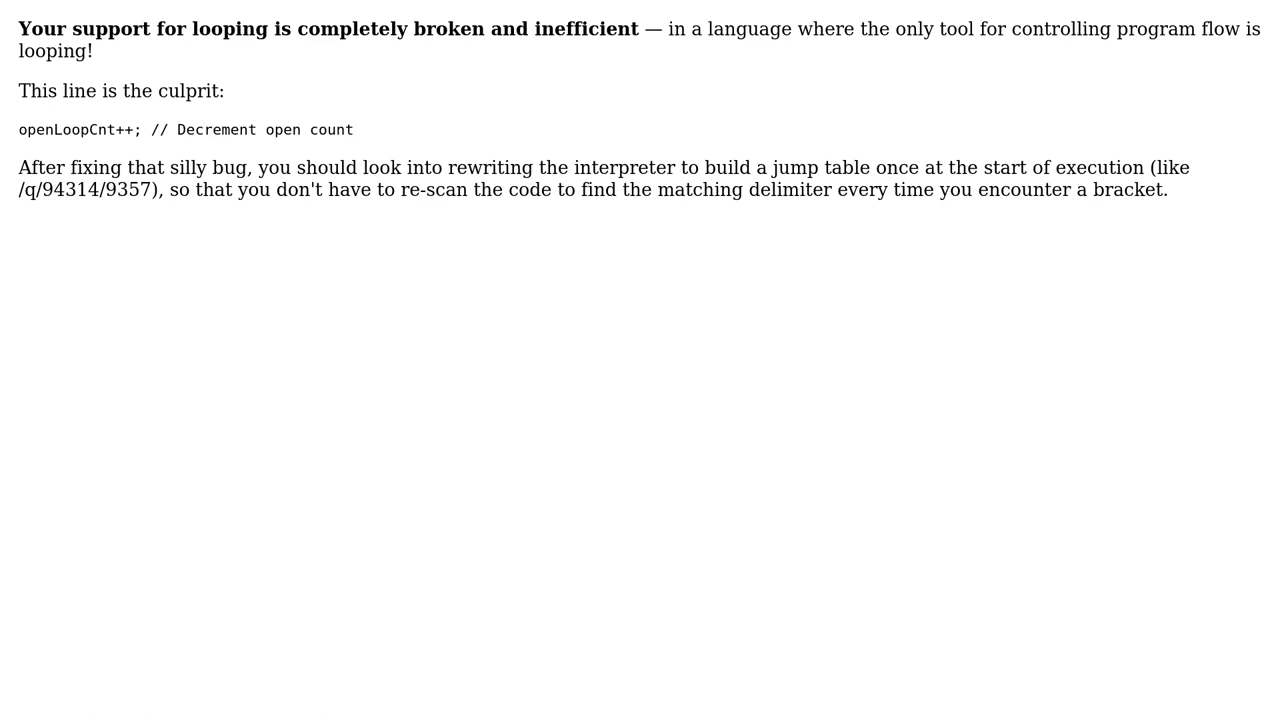 Your support for looping is completely broken and inefficient — in a language where the only tool for controlling program flow is
looping!
This line is the culprit:
openLoopCnt++; // Decrement open count
After fixing that silly bug, you should look into rewriting the interpreter to build a jump table once at the start of execution (like
/q/94314/9357), so that you don't have to re-scan the code to find the matching delimiter every time you encounter a bracket.